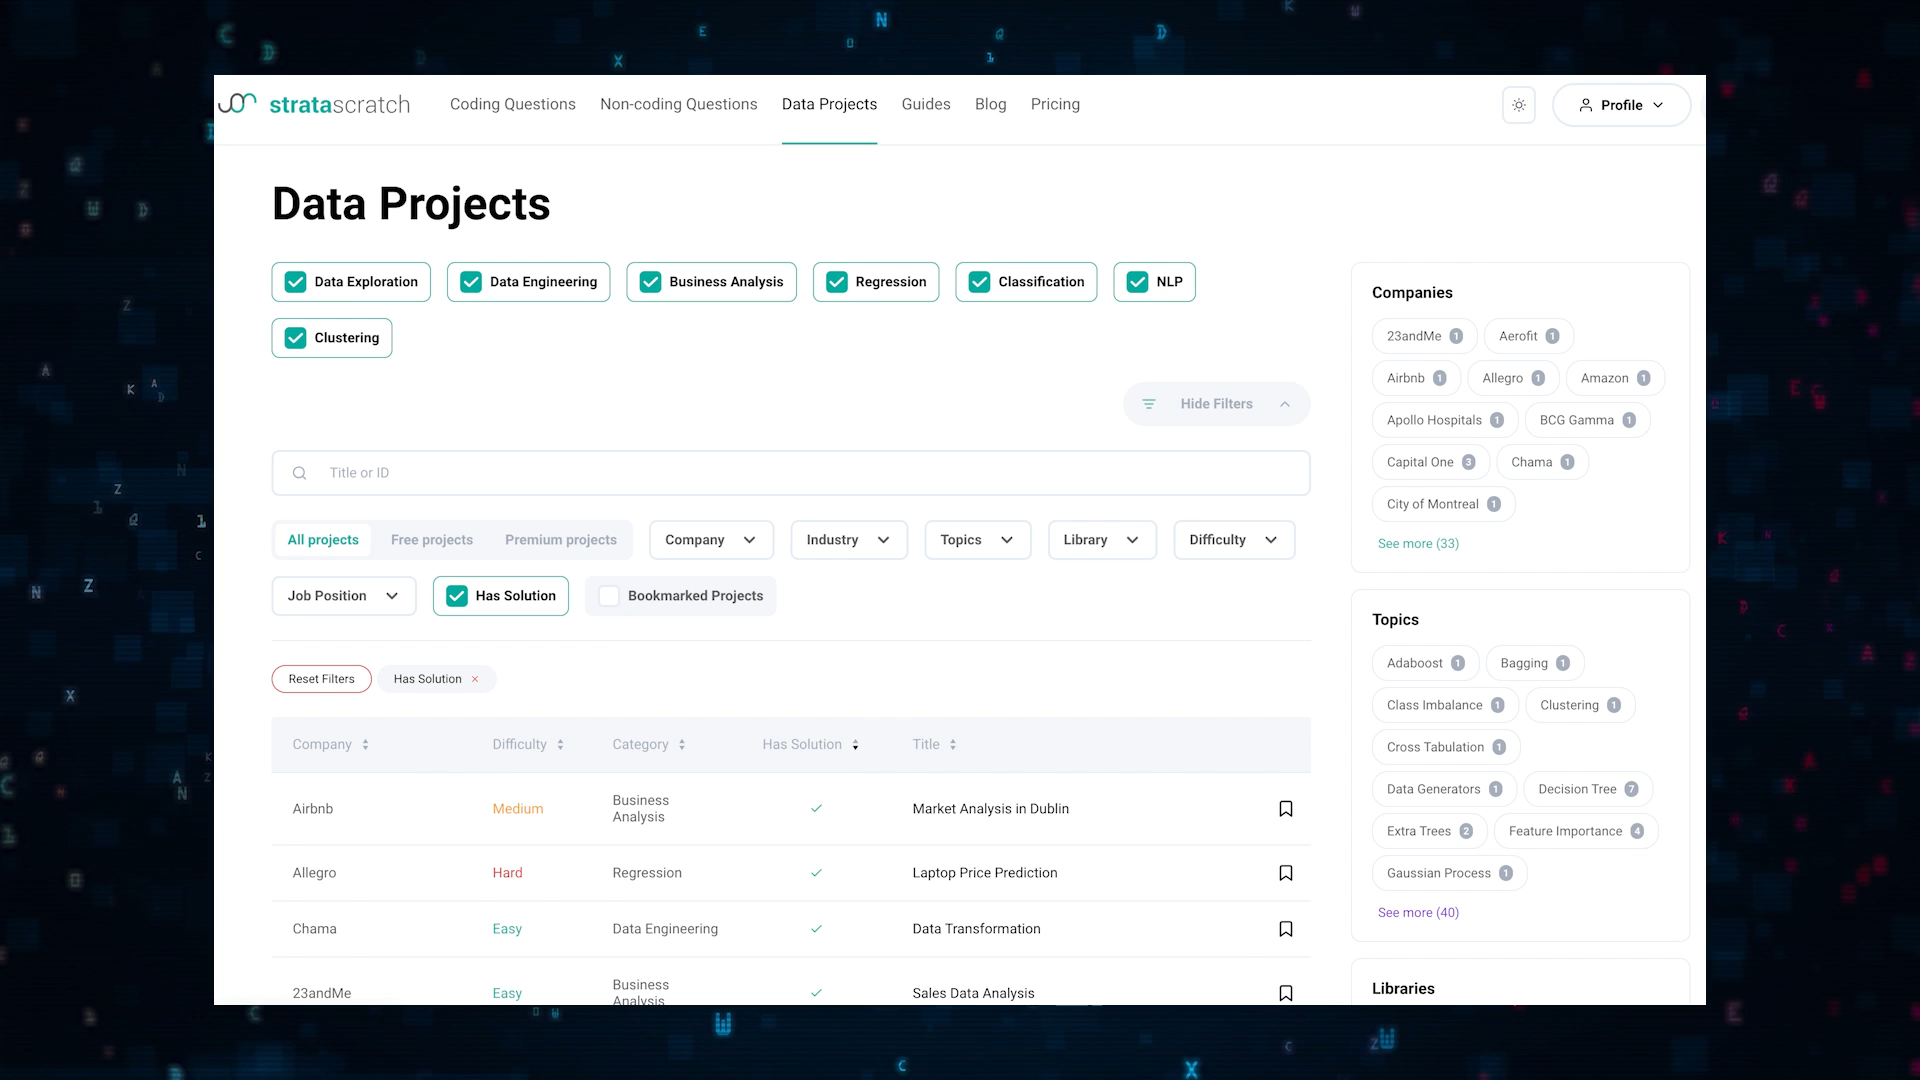 stratascratch
Coding Questions Non-coding Questions Data Projects Guides Blog Pricing
Profile
Data Projects
Data Exploration Data Engineering Business Analysis Regression Classification NLP
Clustering
Hide Filters
Title or ID
All projects Free projects Premium projects Company Industry Topics Library Difficulty
Job Position Has Solution Bookmarked Projects
Reset Filters Has Solution ×
Company Difficulty Category Has Solution Title
Airbnb Medium Business Analysis Market Analysis in Dublin
Allegro Hard Regression Laptop Price Prediction
Chama Easy Data Engineering Data Transformation
23andMe Easy Business Analysis Sales Data Analysis
Companies
23andMe 1 Aerofit 1
Airbnb 1 Allegro 1 Amazon 1
Apollo Hospitals 1 BCG Gamma 1
Capital One 3 Chama 1
City of Montreal 1
See more (33)
Topics
Adaboost 1 Bagging 1
Class Imbalance 1 Clustering 1
Cross Tabulation 1
Data Generators 1 Decision Tree 7
Extra Trees 2 Feature Importance 4
Gaussian Process 1
See more (40)
Libraries